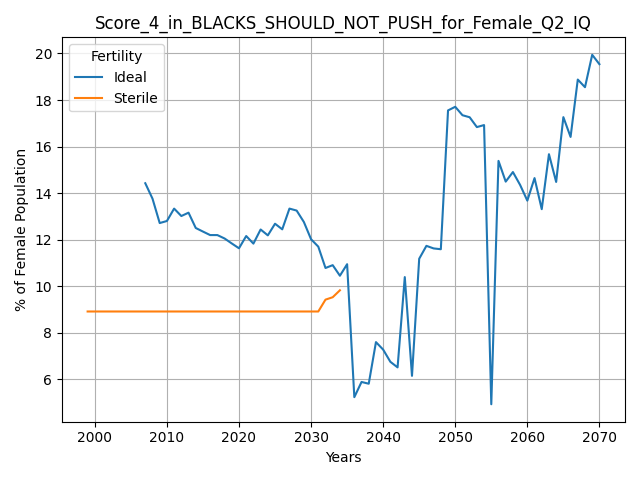 Score_4_in_BLACKS_SHOULD_NOT_PUSH_for_Female_Q2_IQ
Fertility
Ideal
Sterile
% of Female Population
20
18
16
14
12
10
8
6
2000 2010 2020 2030 2040 2050 2060 2070
Years